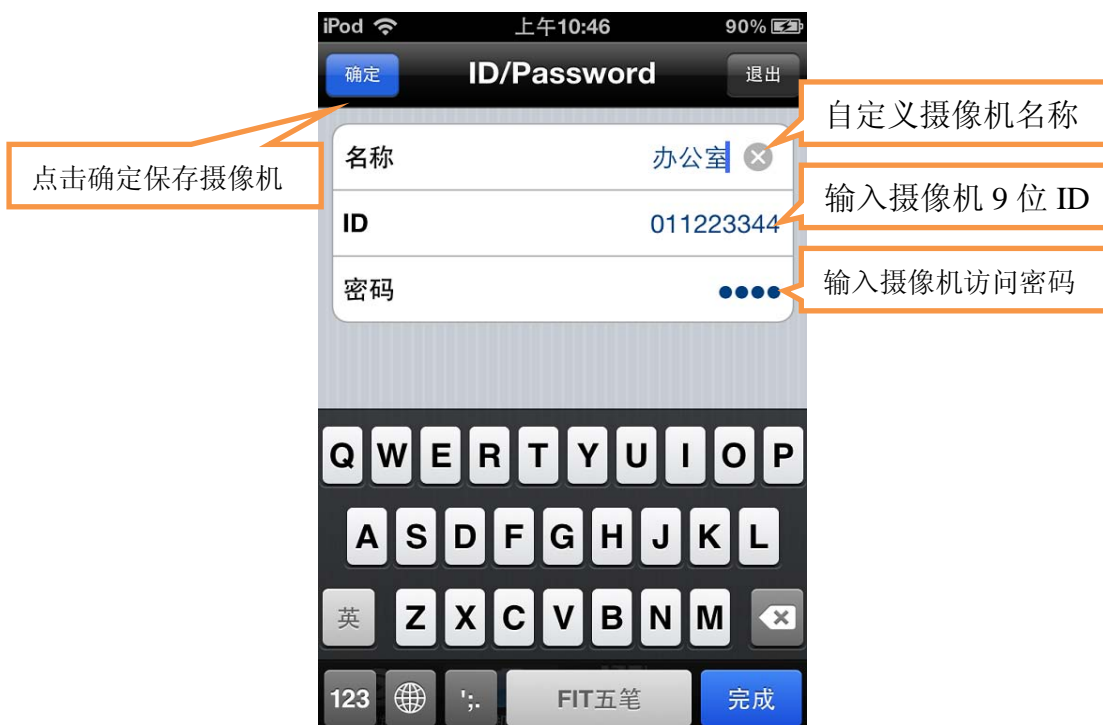 iPod 上午10:46 90%
确定 ID/Password 退出
自定义摄像机名称
名称 办公室
点击确定保存摄像机
输入摄像机 9 位 ID
ID 011223344
密码 ●●●●
输入摄像机访问密码
Q W E R T Y U I O P
A S D F G H J K L
英 Z X C V B N M
123 ';. FIT五笔 完成